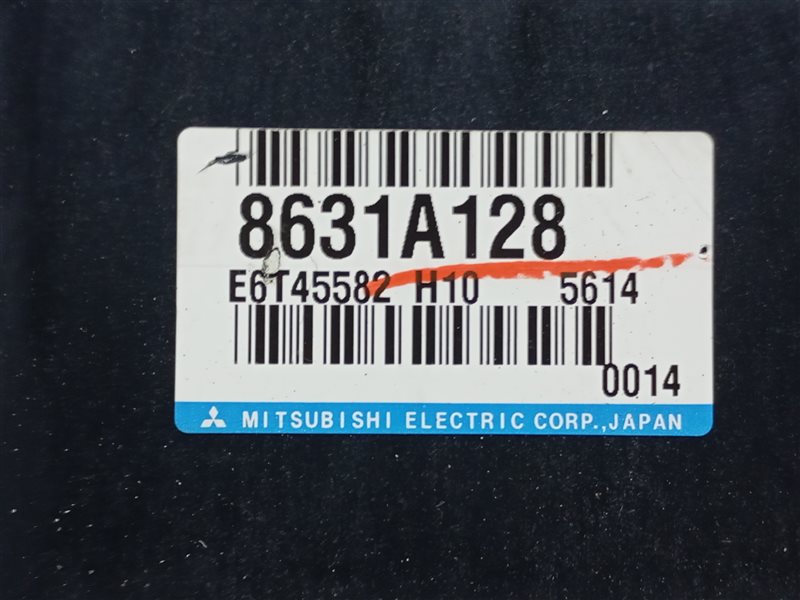 8631A128
E6T45582 H10 5614
0014
MITSUBISHI ELECTRIC CORP.,JAPAN